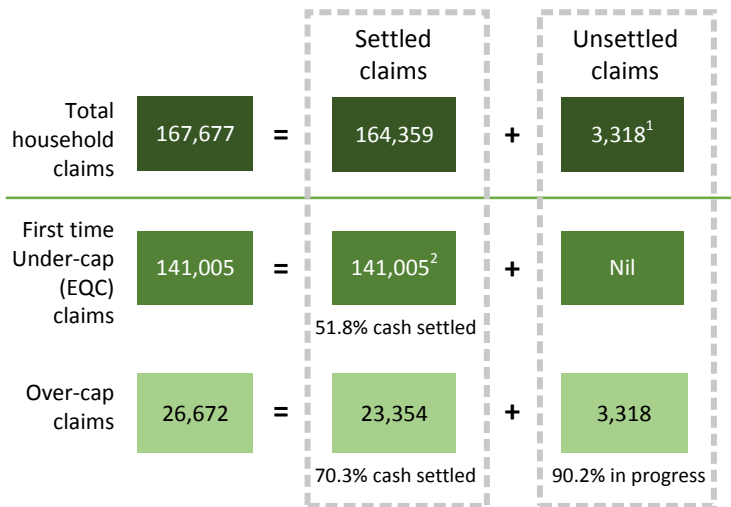 Settled
claims
Unsettled
claims
Total
household
claims
167,677 = 164,359 + 3,318¹
First time
Under-cap
(EQC)
claims
141,005 = 141,005² + Nil
51.8% cash settled
Over-cap
claims
26,672 = 23,354 + 3,318
70.3% cash settled
90.2% in progress